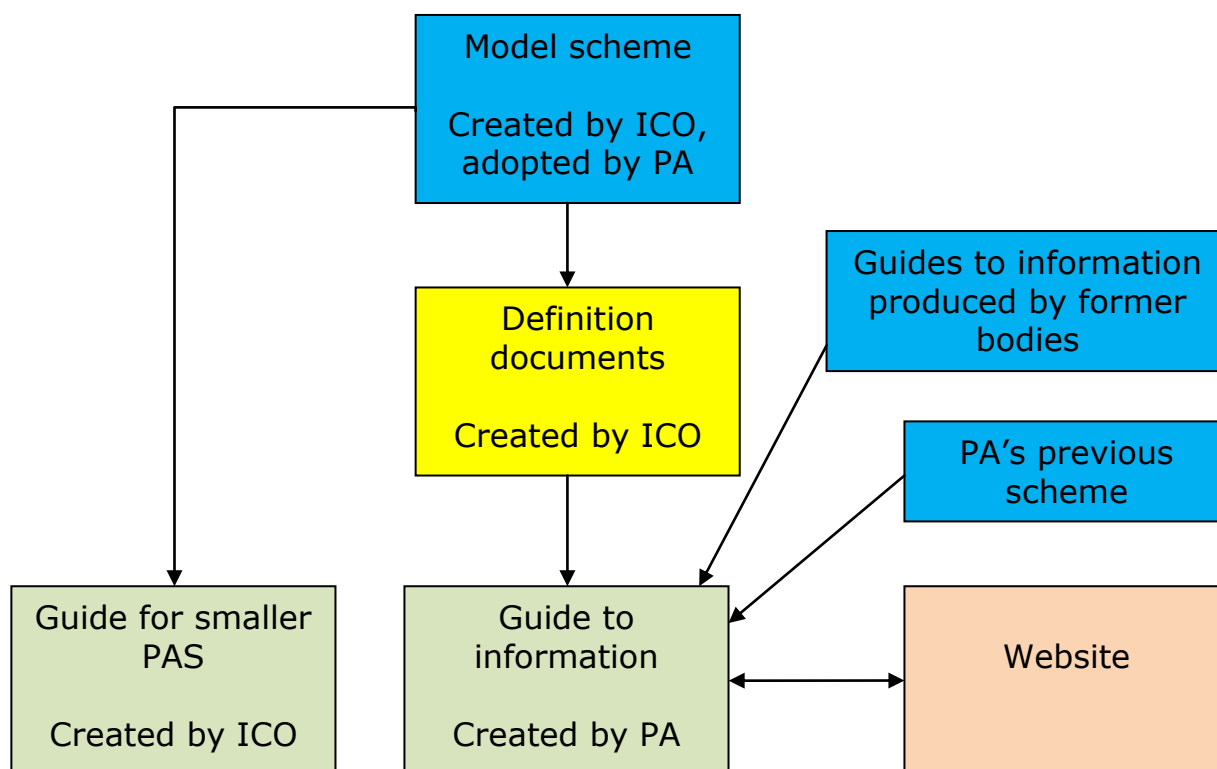 Model scheme
Created by ICO,
adopted by PA
Guides to information
produced by former
bodies
Definition
documents
Created by ICO
PA’s previous
scheme
Guide for smaller
PAS
Created by ICO
Guide to
information
Created by PA
Website